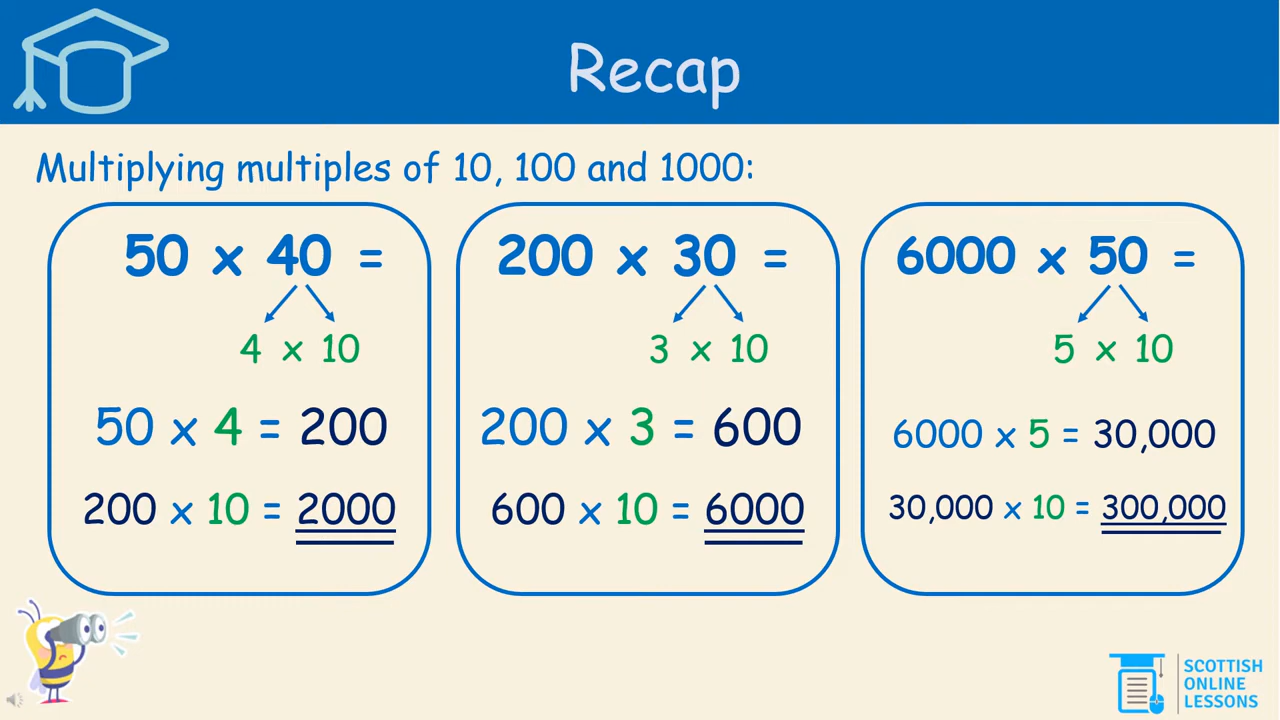 Recap
Multiplying multiples of 10, 100 and 1000:
50 x 40 =
4 x 10
50 x 4 = 200
200 x 10 = 2000
200 x 30 =
3 x 10
200 x 3 = 600
600 x 10 = 6000
6000 x 50 =
5 x 10
6000 x 5 = 30,000
30,000 x 10 = 300,000
SCOTTISH
ONLINE
LESSONS